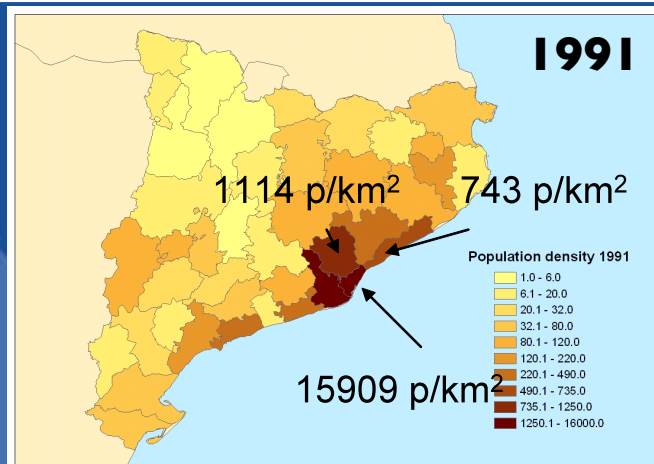 1991
1114 p/km²
743 p/km²
Population density 1991
1.0 - 6.0
6.1 - 20.0
20.1 - 32.0
32.1 - 80.0
80.1 - 120.0
120.1 - 220.0
220.1 - 490.0
490.1 - 735.0
735.1 - 1250.0
1250.1 - 16000.0
15909 p/km²